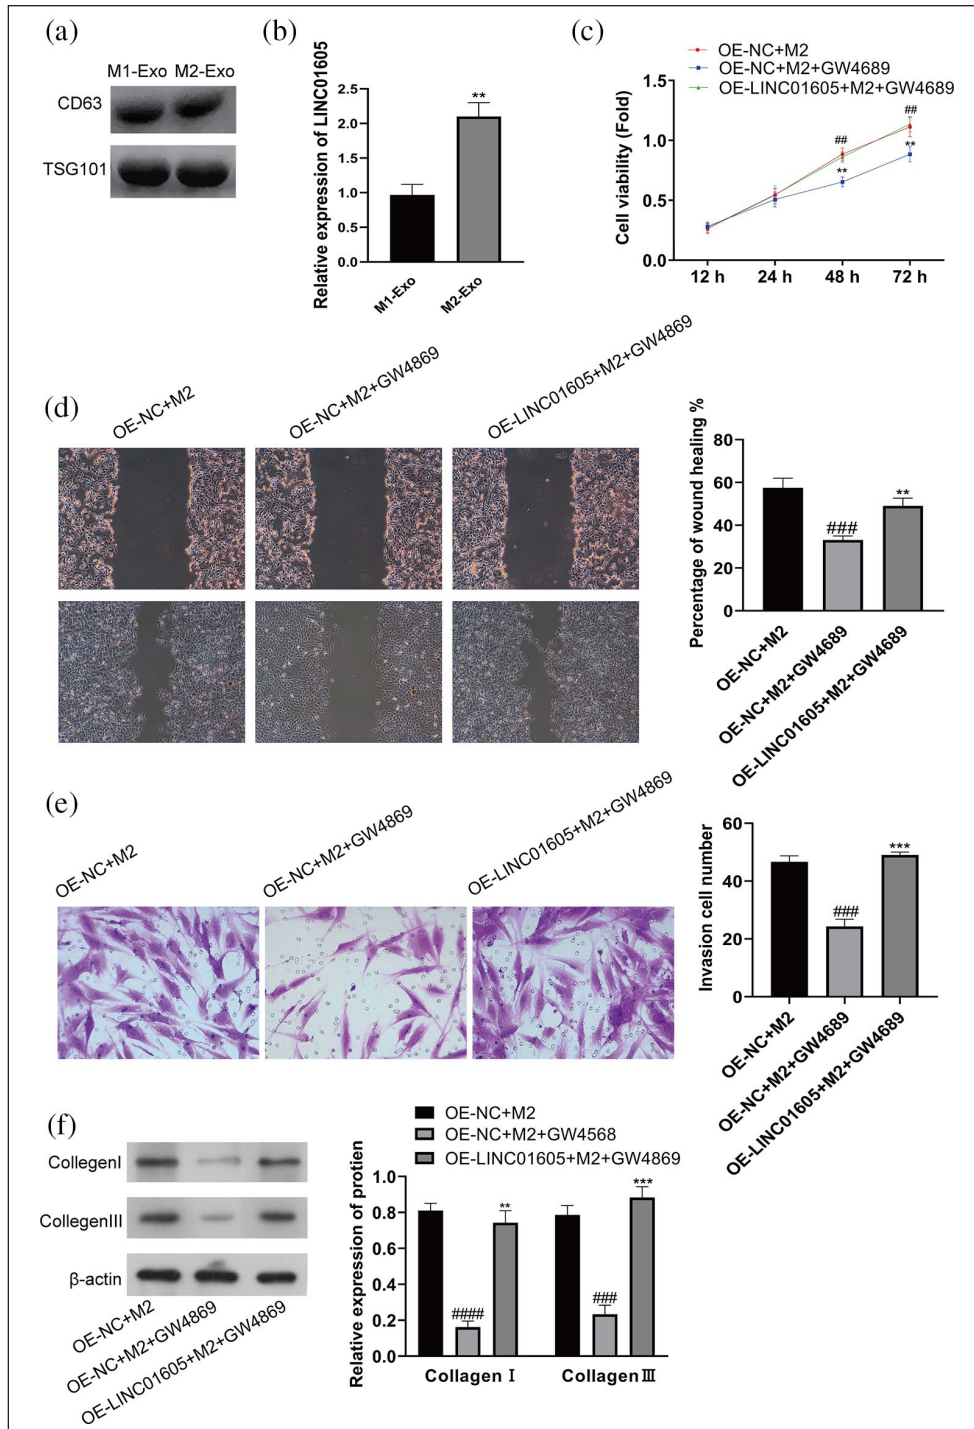 (a)
M1-Exo M2-Exo
CD63
TSG101
(b)
Relative expression of LINC01605
2.5
2.0
1.5
1.0
0.5
0.0
**
M1-Exo
M2-Exo
(c)
OE-NC+M2
OE-NC+M2+GW4689
OE-LINC01605+M2+GW4689
Cell viability (Fold)
1.5
1.0
0.5
0.0
##
**
##
**
12 h 24 h 48 h 72 h
(d)
OE-NC+M2
OE-NC+M2+GW4869
OE-LINC01605+M2+GW4869
Percentage of wound healing %
80
60
40
20
0
###
**
OE-NC+M2
OE-NC+M2+GW4689
OE-LINC01605+M2+GW4689
(e)
OE-NC+M2
OE-NC+M2+GW4869
OE-LINC01605+M2+GW4869
Invasion cell number
60
40
20
0
###
***
OE-NC+M2
OE-NC+M2+GW4689
OE-LINC01605+M2+GW4689
(f)
CollegenI
CollegenIII
β-actin
OE-NC+M2
OE-NC+M2+GW4869
OE-LINC01605+M2+GW4869
OE-NC+M2
OE-NC+M2+GW4568
OE-LINC01605+M2+GW4869
Relative expression of protien
1.0
0.8
0.6
0.4
0.2
0.0
####
**
###
***
Collagen Ⅰ Collagen Ⅲ